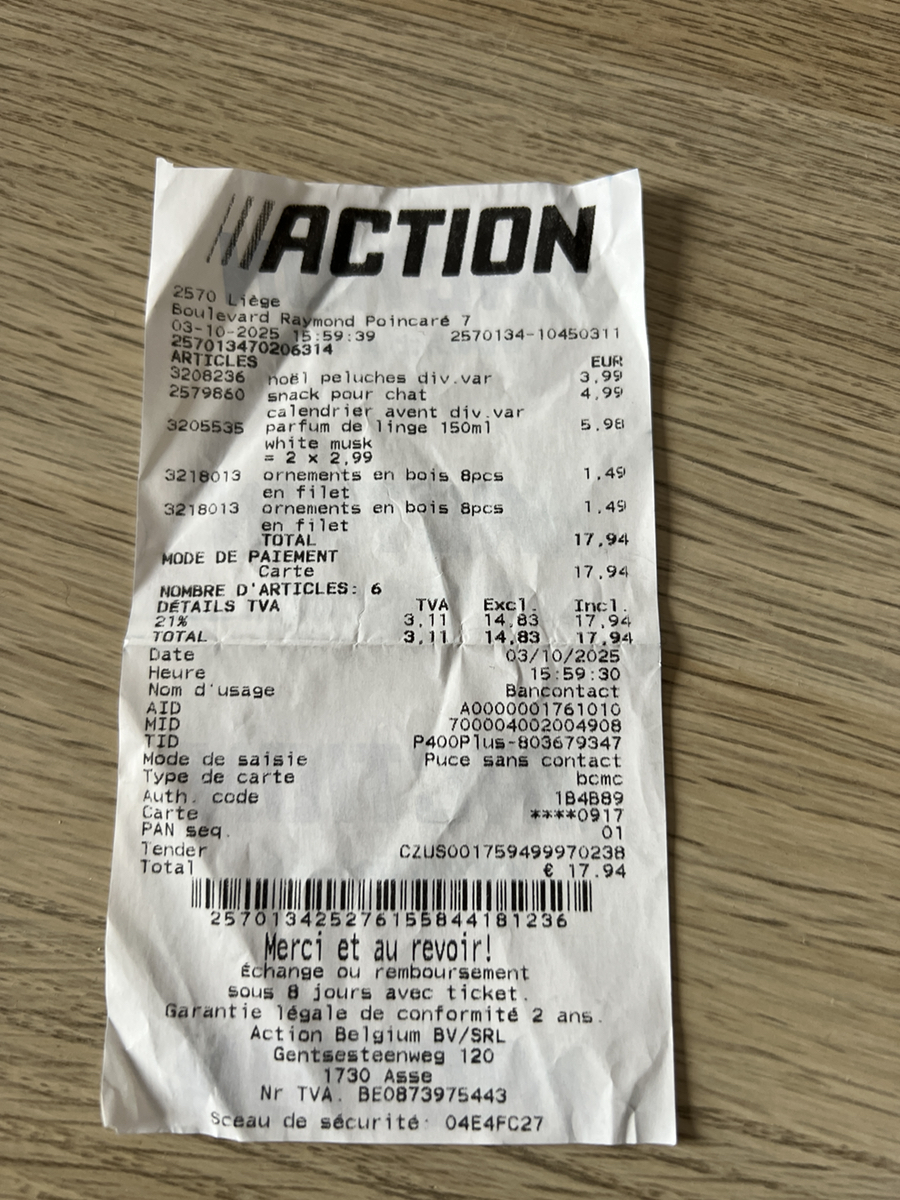 ACTION
2570 Liège
Boulevard Raymond Poincaré 7
03-10-2025 15:59:39 2570134-10450311
257013470206314
ARTICLES EUR
3208236 noël peluches div.var 3,99
2579860 snack pour chat 4,99
calendrier avent div.var
3205535 parfum de linge 150ml 5,98
white musk
= 2 x 2,99
3218013 ornements en bois 8pcs 1,49
en filet
3218013 ornements en bois 8pcs 1,49
en filet
TOTAL 17,94
MODE DE PAIEMENT
Carte 17,94
NOMBRE D'ARTICLES: 6
DÉTAILS TVA TVA Excl. Incl.
21% 3,11 14,83 17,94
TOTAL 3,11 14,83 17,94
Date 03/10/2025
Heure 15:59:30
Nom d'usage Bancontact
AID A0000001761010
MID 700004002004908
TID P400Plus-803679347
Mode de saisie Puce sans contact
Type de carte bcmc
Auth. code 1B4B89
Carte ****0917
PAN seq. 01
Tender CZUS001759499970238
Total € 17.94
257013425276155844181236
Merci et au revoir!
Échange ou remboursement
sous 8 jours avec ticket.
Garantie légale de conformité 2 ans.
Action Belgium BV/SRL
Gentsesteenweg 120
1730 Asse
Nr TVA. BE0873975443
Sceau de sécurité: 04E4FC27